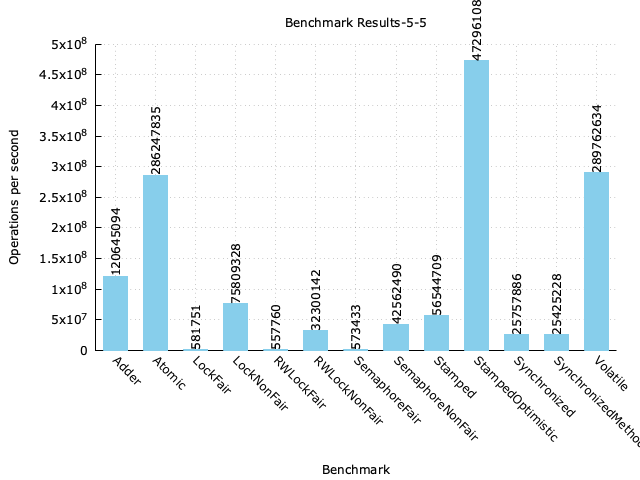 Benchmark Results-5-5
Operations per second
5x10⁸
4.5x10⁸
4x10⁸
3.5x10⁸
3x10⁸
2.5x10⁸
2x10⁸
1.5x10⁸
1x10⁸
5x10⁷
0
120645094
286247835
581751
75809328
557760
32300142
573433
42562490
56544709
47296108
25757886
25425228
289762634
Adder
Atomic
LockFair
LockNonFair
RWLockFair
RWLockNonFair
SemaphoreFair
SemaphoreNonFair
Stamped
StampedOptimistic
Synchronized
SynchronizedMetho
Volatile
Benchmark